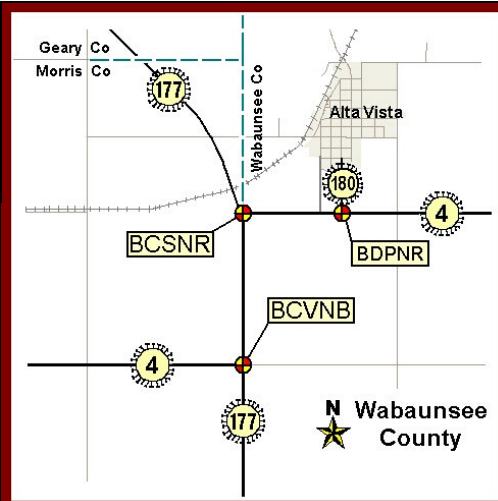 Geary Co
Morris Co
177
Wabaunsee Co
Alta Vista
180
4
BCSNR
BDPNR
BCVNB
4
177
N Wabaunsee
County